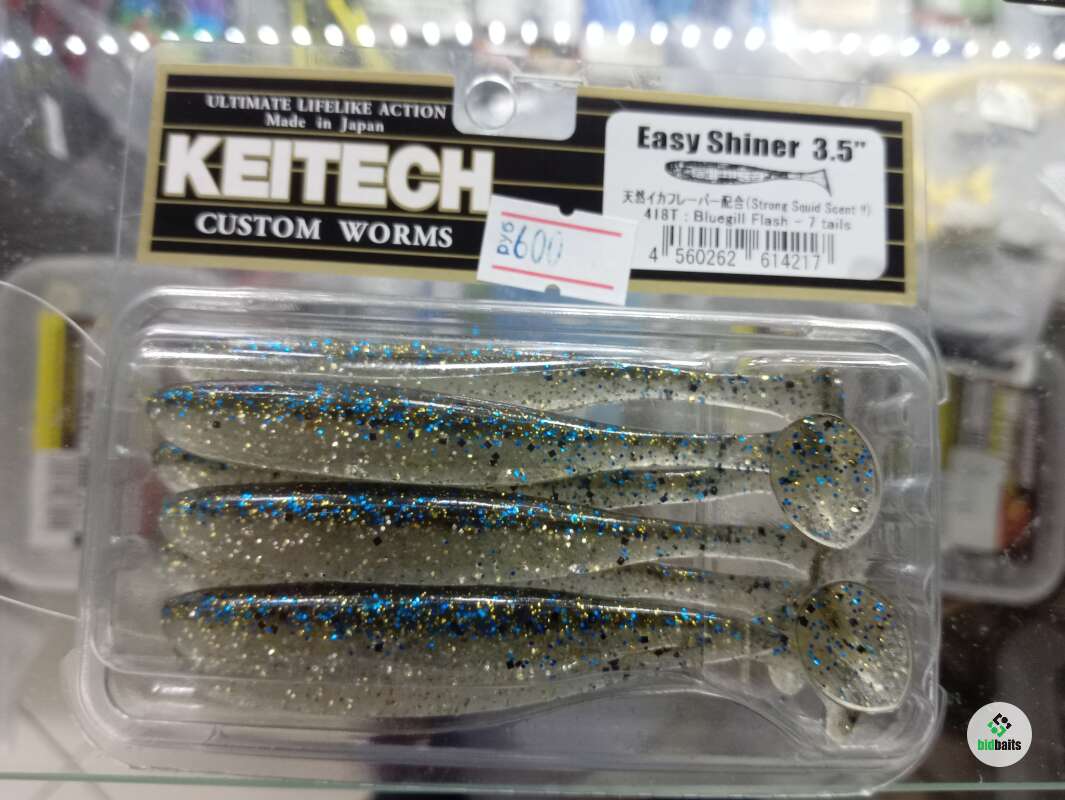 ULTIMATE LIFELIKE ACTION
Made in Japan
KEITECH
CUSTOM WORMS
руб
600
Easy Shiner 3.5"
天然イカフレーバー配合(Strong Squid Scent !!)
418T : Bluegill Flash - 7 tails
4 560262 614217
bidbaits